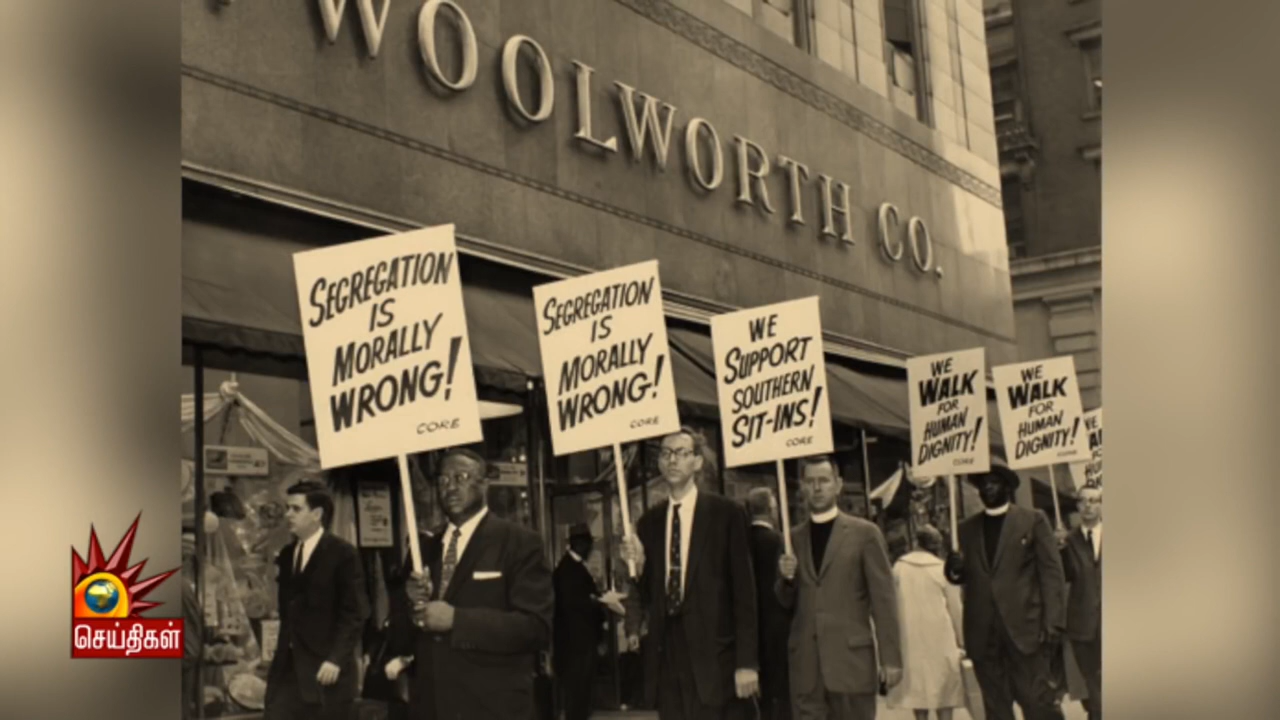 WOOLWORTH CO.
SEGREGATION
IS
MORALLY
WRONG!
CORE
SEGREGATION
IS
MORALLY
WRONG!
CORE
WE
SUPPORT
SOUTHERN
SIT-INS!
CORE
WE
WALK
FOR
HUMAN
DIGNITY!
CORE
WE
WALK
FOR
HUMAN
DIGNITY!
செய்திகள்